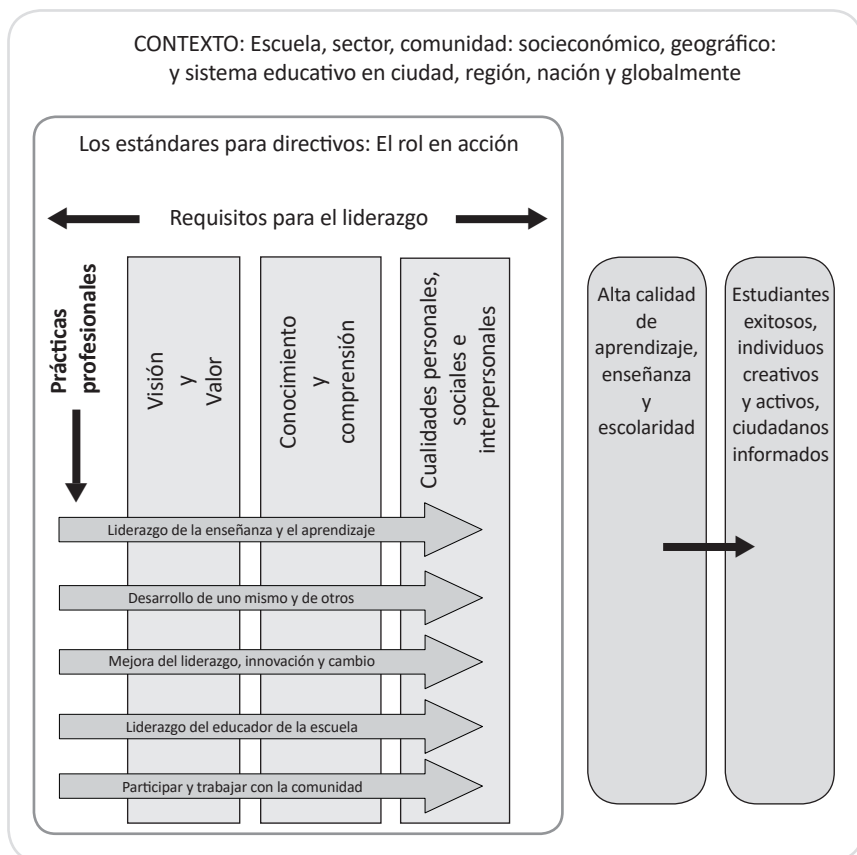 CONTEXTO: Escuela, sector, comunidad: socieconómico, geográfico:
y sistema educativo en ciudad, región, nación y globalmente
Los estándares para directivos: El rol en acción
Requisitos para el liderazgo
Prácticas
profesionales
Visión
y
Valor
Conocimiento
y
comprensión
Cualidades personales,
sociales e
interpersonales
Liderazgo de la enseñanza y el aprendizaje
Desarrollo de uno mismo y de otros
Mejora del liderazgo, innovación y cambio
Liderazgo del educador de la escuela
Participar y trabajar con la comunidad
Alta calidad
de
aprendizaje,
enseñanza
y
escolaridad
Estudiantes
exitosos,
individuos
creativos
y activos,
ciudadanos
informados